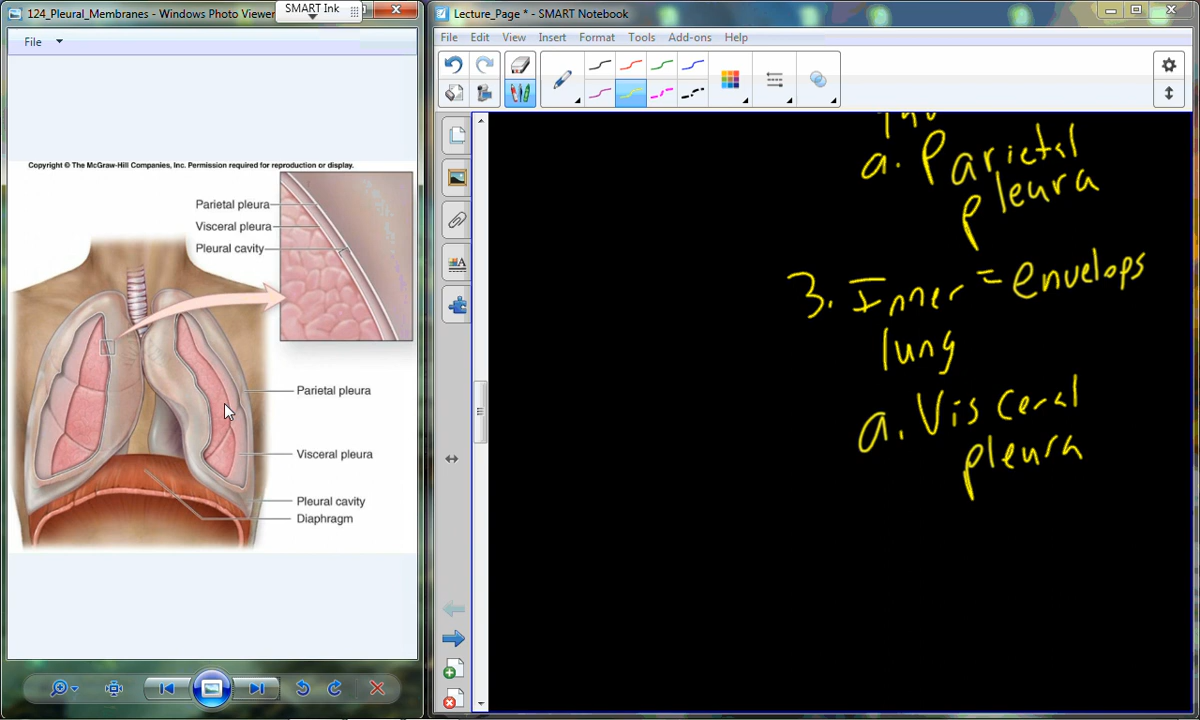 124_Pleural_Membranes - Windows Photo Viewer
SMART Ink
File
Copyright © The McGraw-Hill Companies, Inc. Permission required for reproduction or display.
Parietal pleura
Visceral pleura
Pleural cavity
Parietal pleura
Visceral pleura
Pleural cavity
Diaphragm
Lecture_Page * - SMART Notebook
File Edit View Insert Format Tools Add-ons Help
a. Parietal
pleura
3. Inner = envelops
lung
a. Visceral
pleura